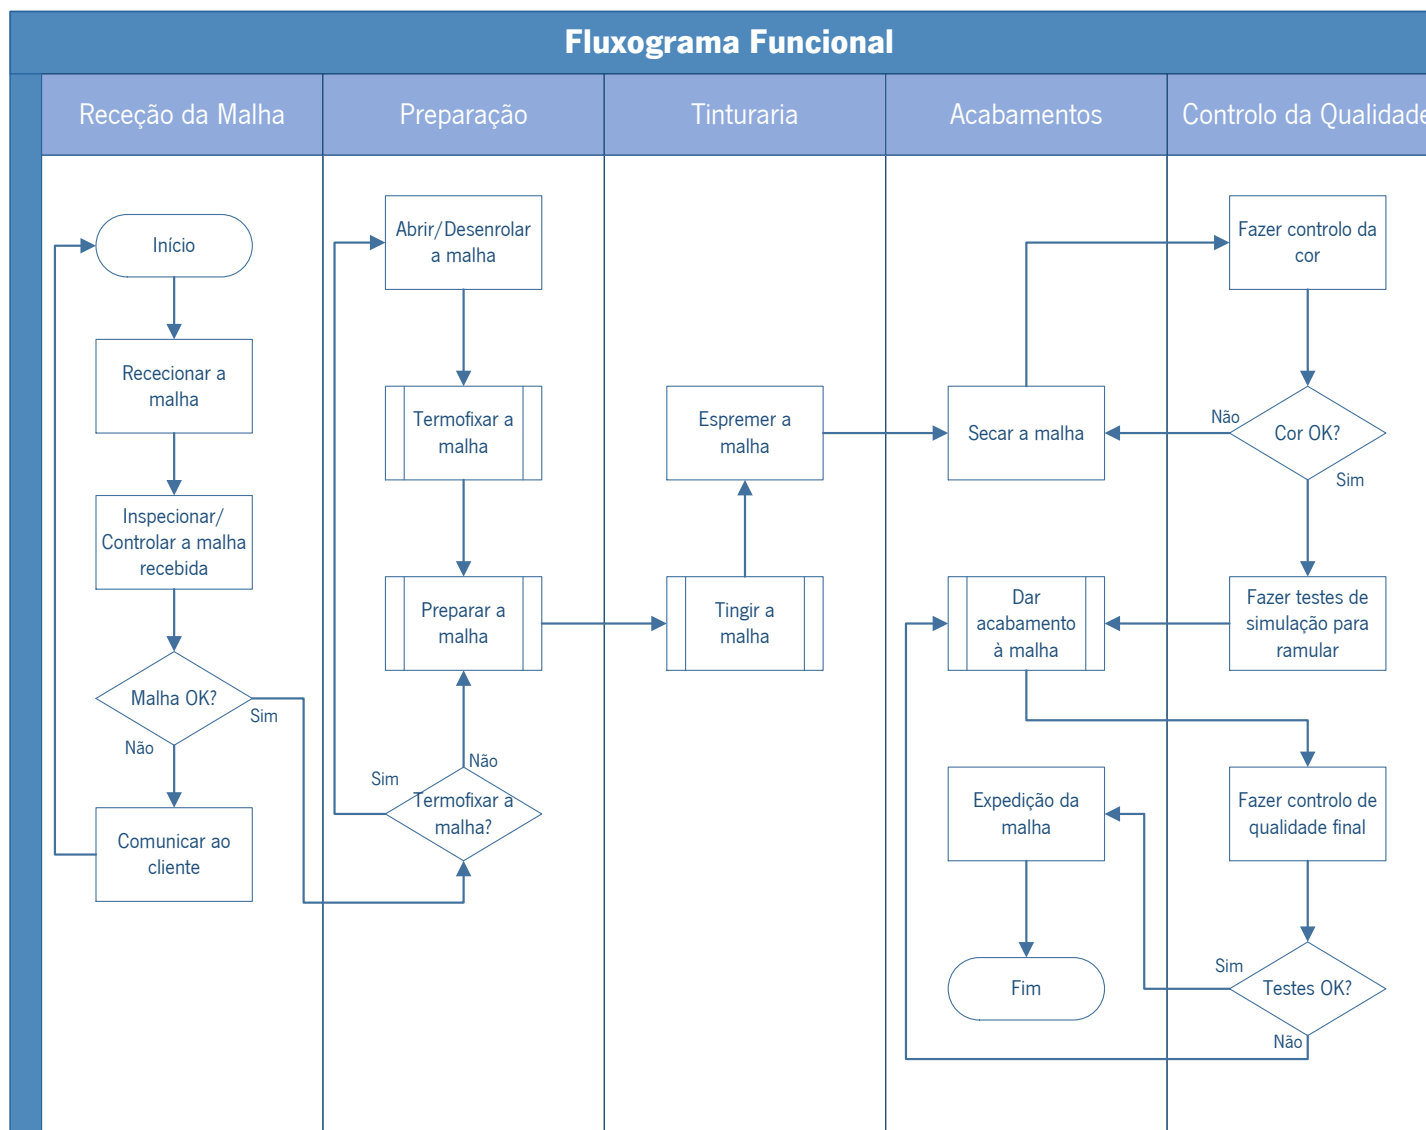 Fluxograma Funcional
Receção da Malha
Preparação
Tinturaria
Acabamentos
Controlo da Qualidade
Início
Rececionar a
malha
Inspecionar/
Controlar a malha
recebida
Malha OK?
Sim
Não
Comunicar ao
cliente
Abrir/Desenrolar
a malha
Termofixar a
malha
Preparar a
malha
Não
Sim
Termofixar a
malha?
Espremer a
malha
Tingir a
malha
Secar a malha
Dar
acabamento
à malha
Expedição da
malha
Fim
Fazer controlo da
cor
Não
Cor OK?
Sim
Fazer testes de
simulação para
ramular
Fazer controlo de
qualidade final
Sim
Testes OK?
Não